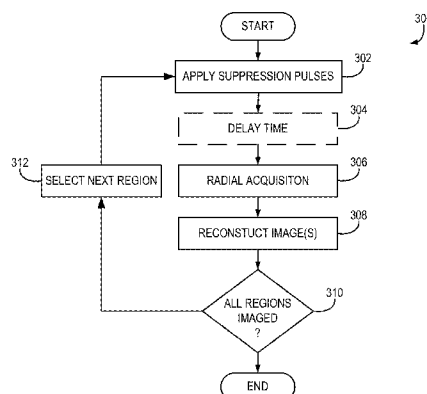 START
30
302
APPLY SUPPRESSION PULSES
304
DELAY TIME
312
306
SELECT NEXT REGION
RADIAL ACQUISITON
308
RECONSTUCT IMAGE(S)
310
ALL REGIONS
IMAGED
?
END